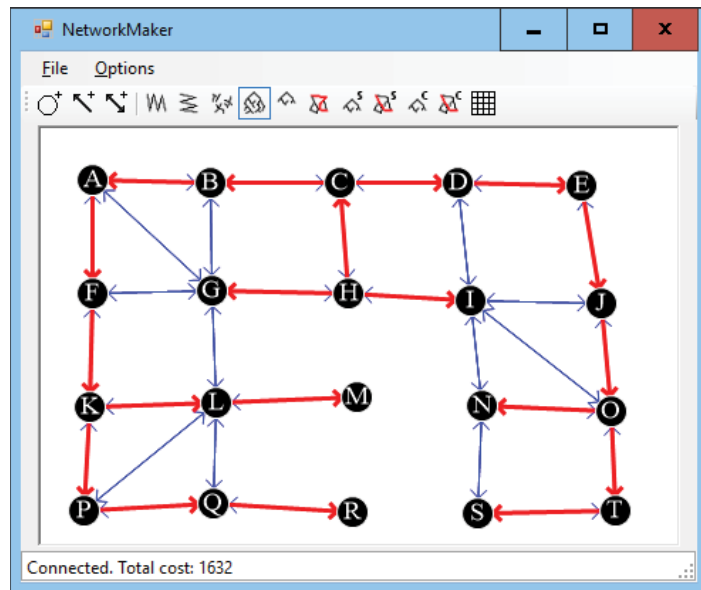 NetworkMaker
File Options
S S C C
A B C D E
F G H I J
K L M N O
P Q R S T
Connected. Total cost: 1632